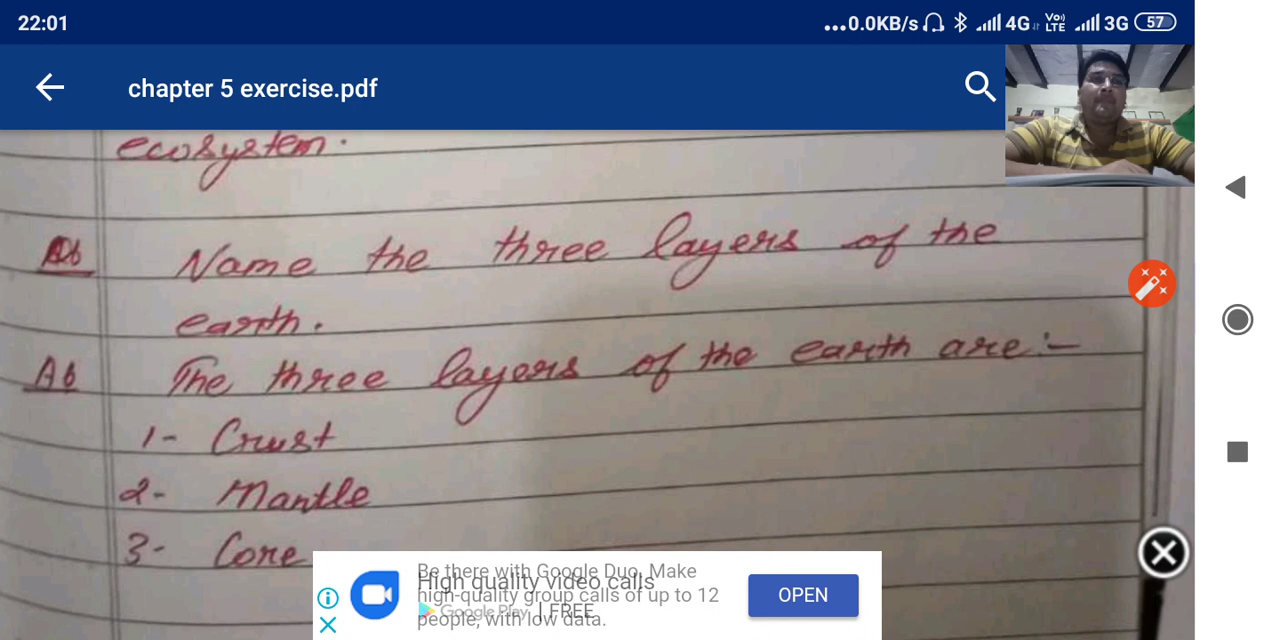 22:01
...0.0KB/s 4G VoLTE 3G 57
chapter 5 exercise.pdf
ecosystem.
Q6 Name the three layers of the
earth.
A6 The three layers of the earth are:-
1- Crust
2- Mantle
3- Core
Be there with Google Duo. Make
High quality video calls
high-quality group calls of up to 12
Google Play | FREE
people, with low data.
OPEN